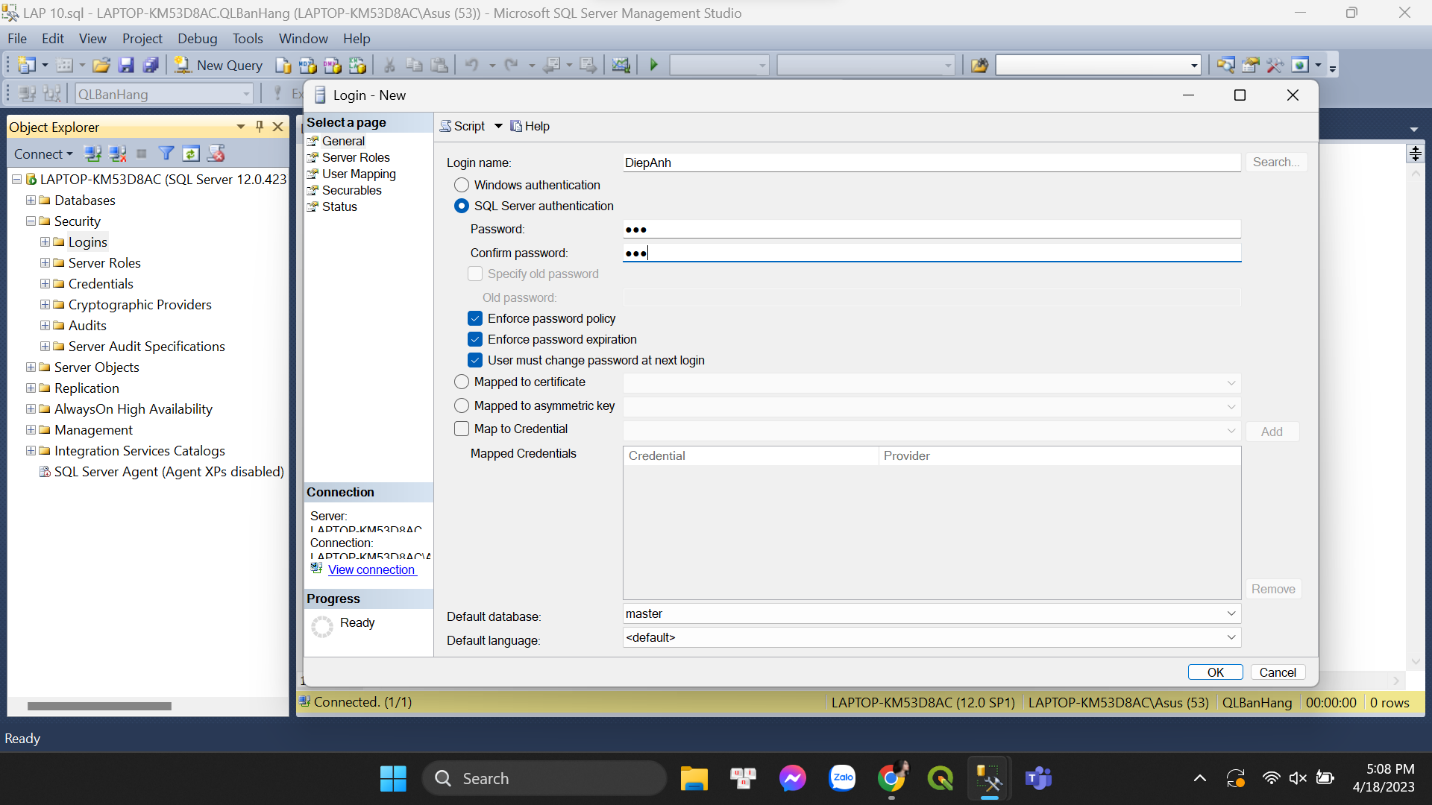 LAP 10.sql - LAPTOP-KM53D8AC.QLBanHang (LAPTOP-KM53D8AC\Asus (53)) - Microsoft SQL Server Management Studio
File Edit View Project Debug Tools Window Help
New Query
QLBanHang
Login - New
Object Explorer
Connect
LAPTOP-KM53D8AC (SQL Server 12.0.423
Databases
Security
Logins
Server Roles
Credentials
Cryptographic Providers
Audits
Server Audit Specifications
Server Objects
Replication
AlwaysOn High Availability
Management
Integration Services Catalogs
SQL Server Agent (Agent XPs disabled)
Select a page
General
Server Roles
User Mapping
Securables
Status
Connection
Server:
LAPTOP-KM53D8AC
Connection:
View connection
Progress
Ready
Script Help
Login name: DiepAnh Search...
Windows authentication
SQL Server authentication
Password: ●●●
Confirm password: ●●●
Specify old password
Old password:
Enforce password policy
Enforce password expiration
User must change password at next login
Mapped to certificate
Mapped to asymmetric key
Map to Credential Add
Mapped Credentials Credential Provider
Remove
Default database: master
Default language: <default>
OK Cancel
Connected. (1/1) LAPTOP-KM53D8AC (12.0 SP1) LAPTOP-KM53D8AC\Asus (53) QLBanHang 00:00:00 0 rows
Ready
Search
Zalo
5:08 PM
4/18/2023